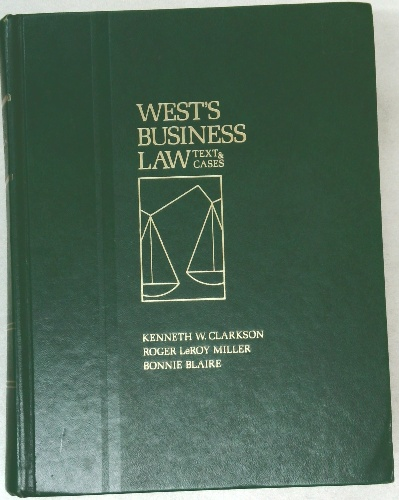 WEST'S
BUSINESS
LAW TEXT &
CASES
KENNETH W. CLARKSON
ROGER LeROY MILLER
BONNIE BLAIRE